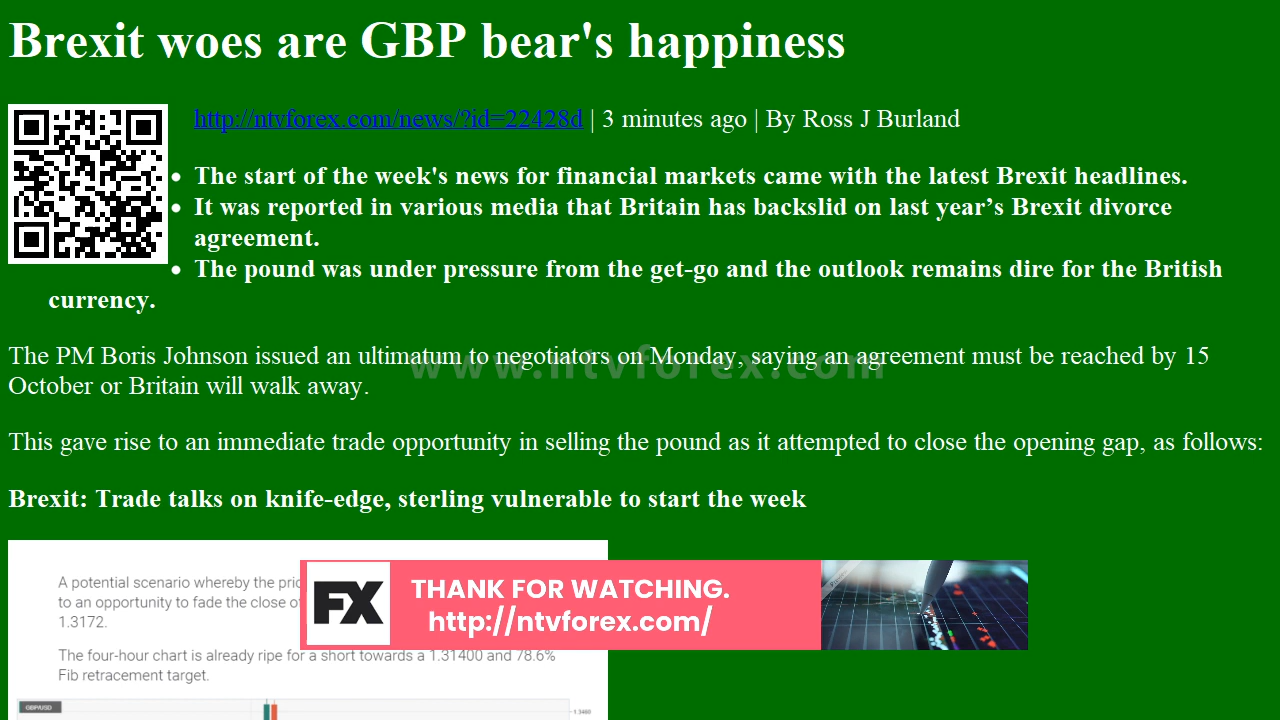 Brexit woes are GBP bear's happiness
http://ntvforex.com/news/?id=22428d | 3 minutes ago | By Ross J Burland
• The start of the week's news for financial markets came with the latest Brexit headlines.
• It was reported in various media that Britain has backslid on last year’s Brexit divorce
agreement.
• The pound was under pressure from the get-go and the outlook remains dire for the British
currency.
The PM Boris Johnson issued an ultimatum to negotiators on Monday, saying an agreement must be reached by 15
www.ntvforex.com
October or Britain will walk away.
This gave rise to an immediate trade opportunity in selling the pound as it attempted to close the opening gap, as follows:
Brexit: Trade talks on knife-edge, sterling vulnerable to start the week
A potential scenario whereby the
to an opportunity to fade the close
1.3172.
The four-hour chart is already ripe for a short towards a 1.31400 and 78.6%
Fib retracement target.
FX
THANK FOR WATCHING.
http://ntvforex.com/
GBP/USD
1.3480